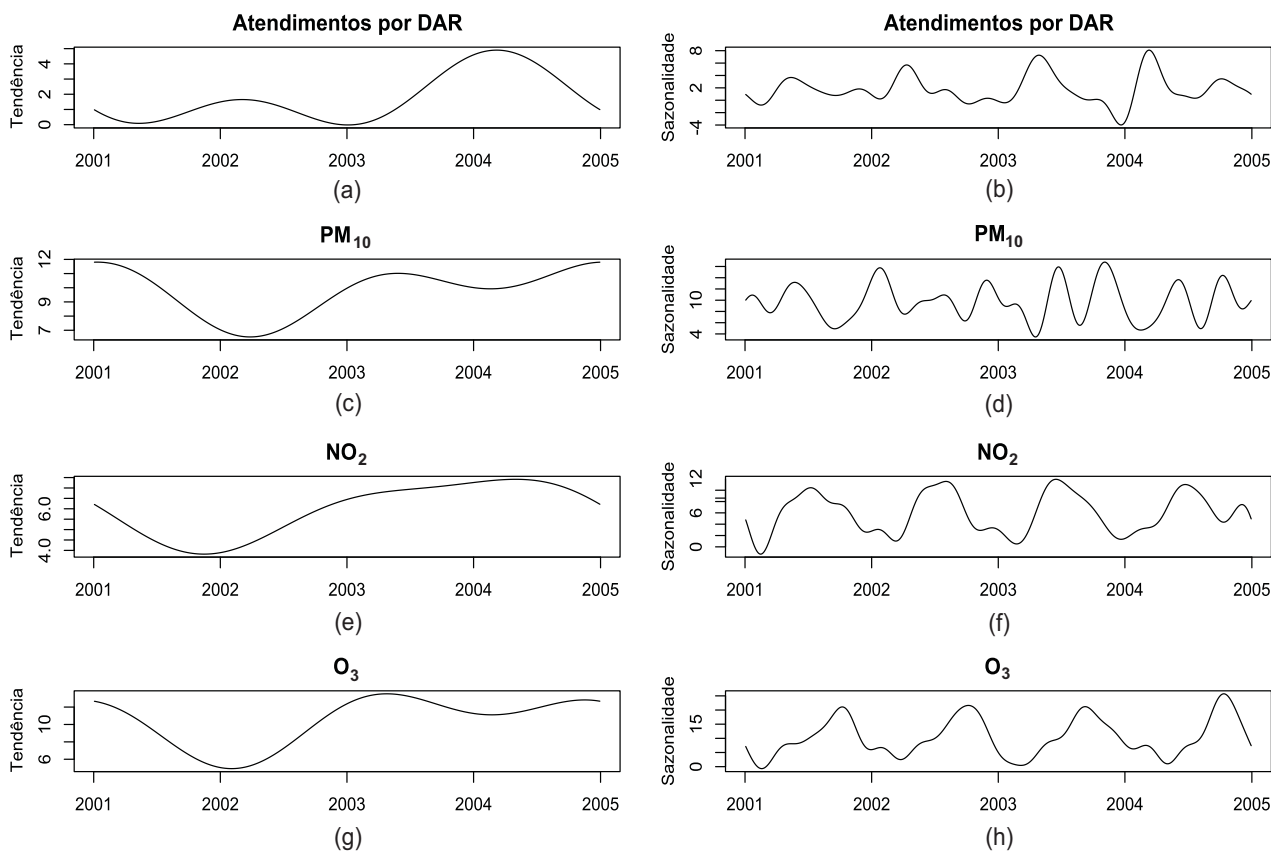 Atendimentos por DAR
Tendência
0 2 4
2001 2002 2003 2004 2005
(a)
Atendimentos por DAR
Sazonalidade
-4 2 8
2001 2002 2003 2004 2005
(b)
PM10
Tendência
7 9 12
2001 2002 2003 2004 2005
(c)
PM10
Sazonalidade
4 10
2001 2002 2003 2004 2005
(d)
NO2
Tendência
4.0 6.0
2001 2002 2003 2004 2005
(e)
NO2
Sazonalidade
0 6 12
2001 2002 2003 2004 2005
(f)
O3
Tendência
6 10
2001 2002 2003 2004 2005
(g)
O3
Sazonalidade
0 15
2001 2002 2003 2004 2005
(h)